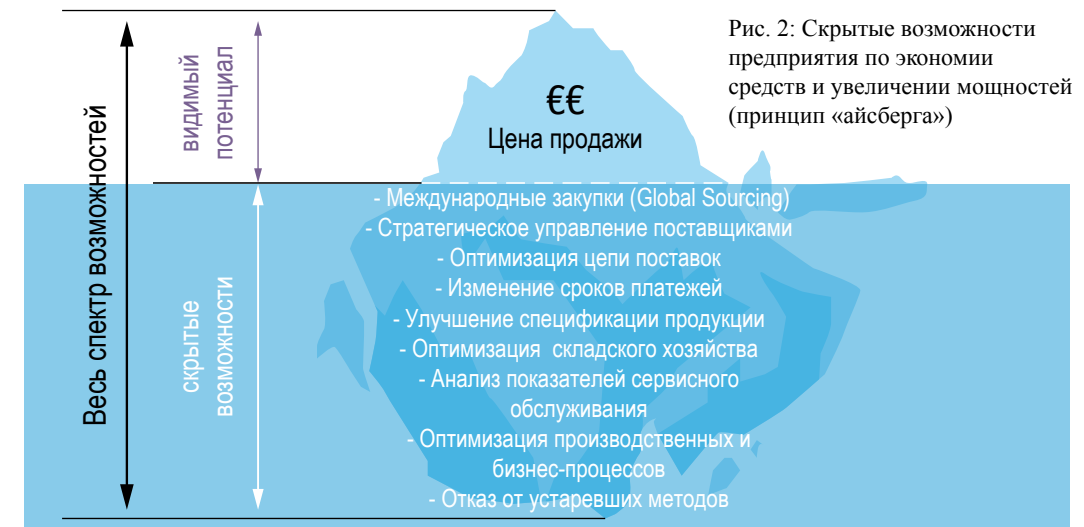 Рис. 2: Скрытые возможности
предприятия по экономии
средств и увеличении мощностей
(принцип «айсберга»)
Весь спектр возможностей
видимый
потенциал
€€
Цена продажи
скрытые
возможности
- Международные закупки (Global Sourcing)
- Стратегическое управление поставщиками
- Оптимизация цепи поставок
- Изменение сроков платежей
- Улучшение спецификации продукции
- Оптимизация складского хозяйства
- Анализ показателей сервисного
обслуживания
- Оптимизация производственных и
бизнес-процессов
- Отказ от устаревших методов